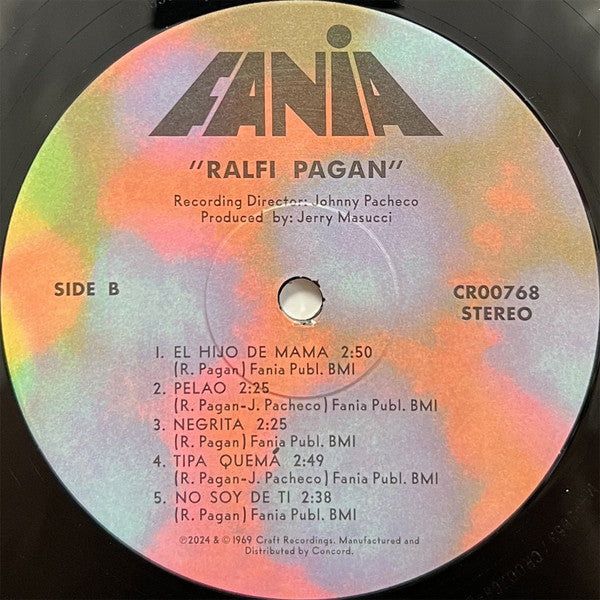 FANIA
"RALFI PAGAN"
Recording Director: Johnny Pacheco
Produced by: Jerry Masucci
SIDE B
CR00768
STEREO
1. EL HIJO DE MAMA 2:50
(R. Pagan) Fania Publ. BMI
2. PELAO 2:25
(R. Pagan-J. Pacheco) Fania Publ. BMI
3. NEGRITA 2:25
(R. Pagan) Fania Publ. BMI
4. TIPA QUEMÁ 2:49
(R. Pagan-J. Pacheco) Fania Publ. BMI
5. NO SOY DE TI 2:38
(R. Pagan) Fania Publ. BMI
℗2024 & ©1969 Craft Recordings. Manufactured and
Distributed by Concord.